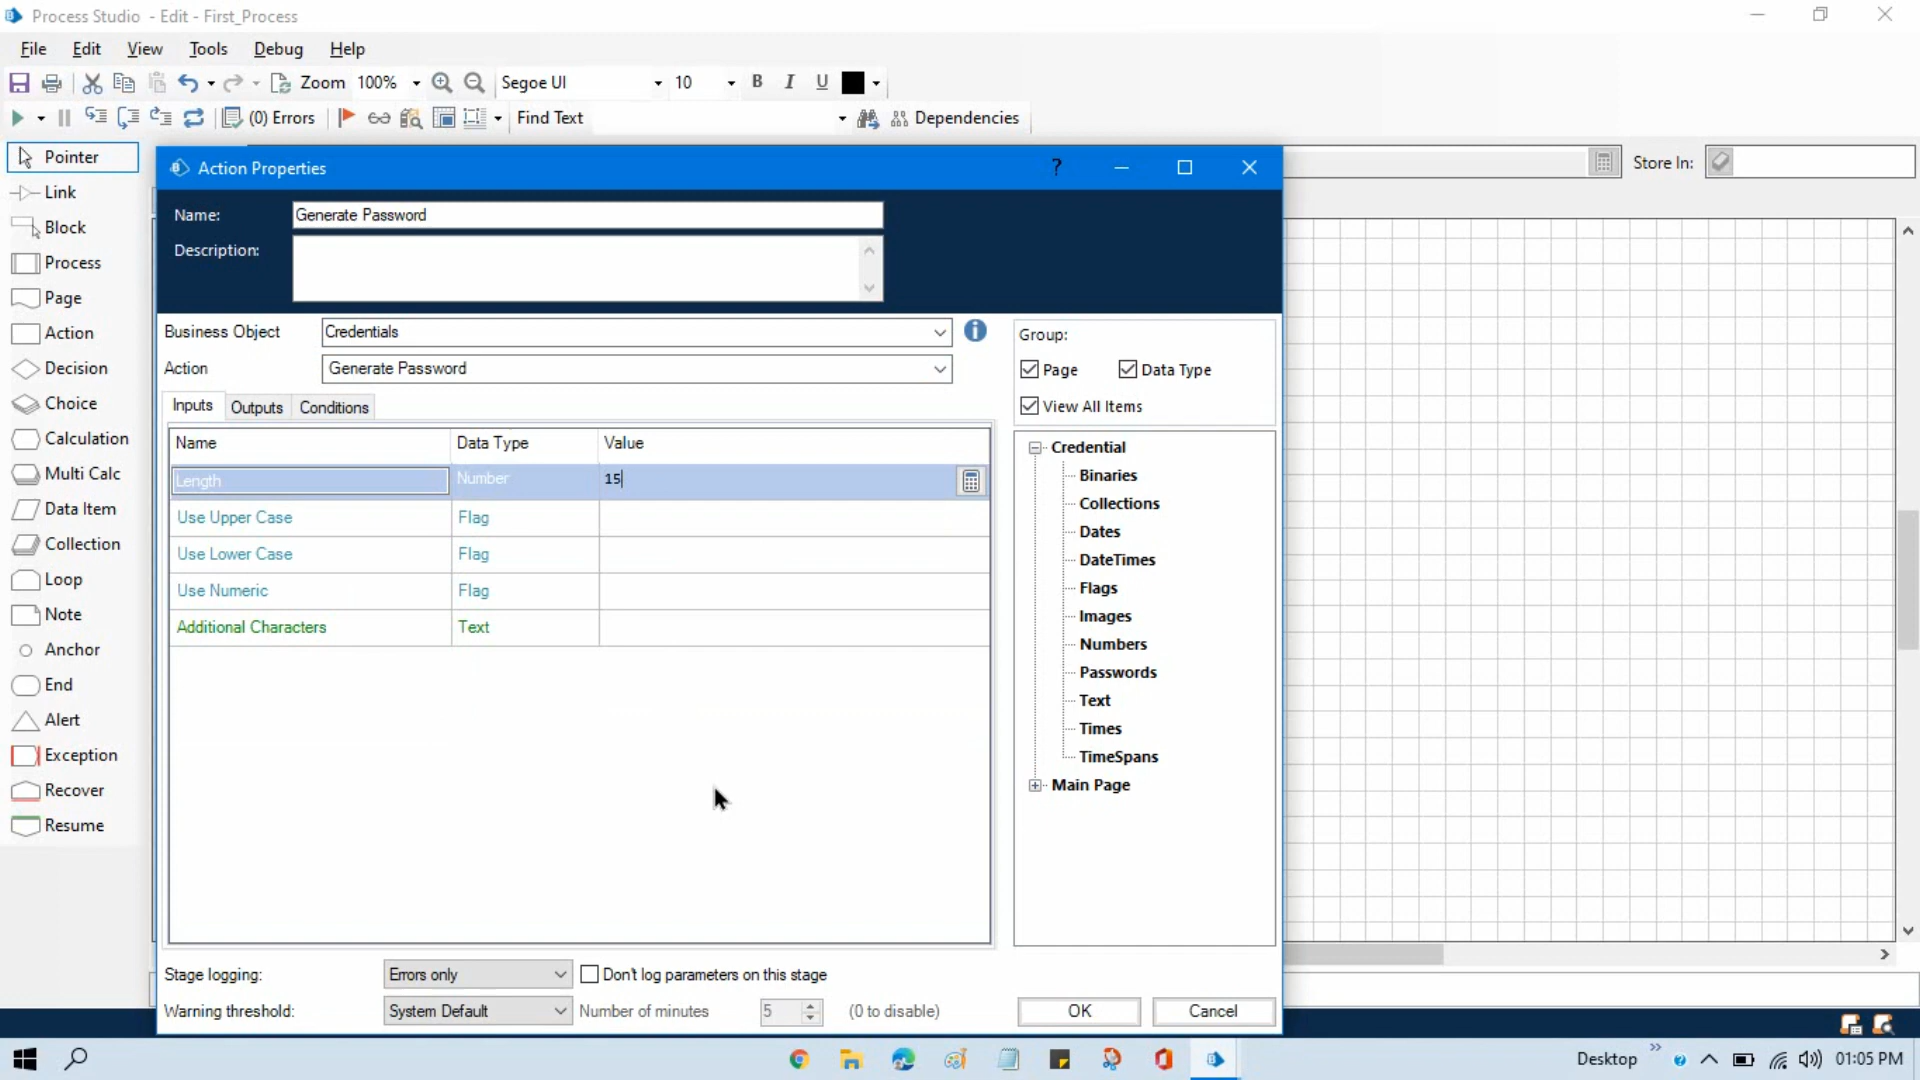 Process Studio - Edit - First_Process
File Edit View Tools Debug Help
Zoom 100% Segoe UI 10 B I U
(0) Errors Find Text Dependencies
Pointer
Link
Block
Process
Page
Action
Decision
Choice
Calculation
Multi Calc
Data Item
Collection
Loop
Note
Anchor
End
Alert
Exception
Recover
Resume
Store In:
Action Properties ?
Name: Generate Password
Description:
Business Object Credentials
Action Generate Password
Inputs Outputs Conditions
Name Data Type Value
Length Number 15
Use Upper Case Flag
Use Lower Case Flag
Use Numeric Flag
Additional Characters Text
Group:
Page Data Type
View All Items
Credential
Binaries
Collections
Dates
DateTimes
Flags
Images
Numbers
Passwords
Text
Times
TimeSpans
Main Page
Stage logging: Errors only Don't log parameters on this stage
Warning threshold: System Default Number of minutes 5 (0 to disable)
OK Cancel
Desktop 01:05 PM